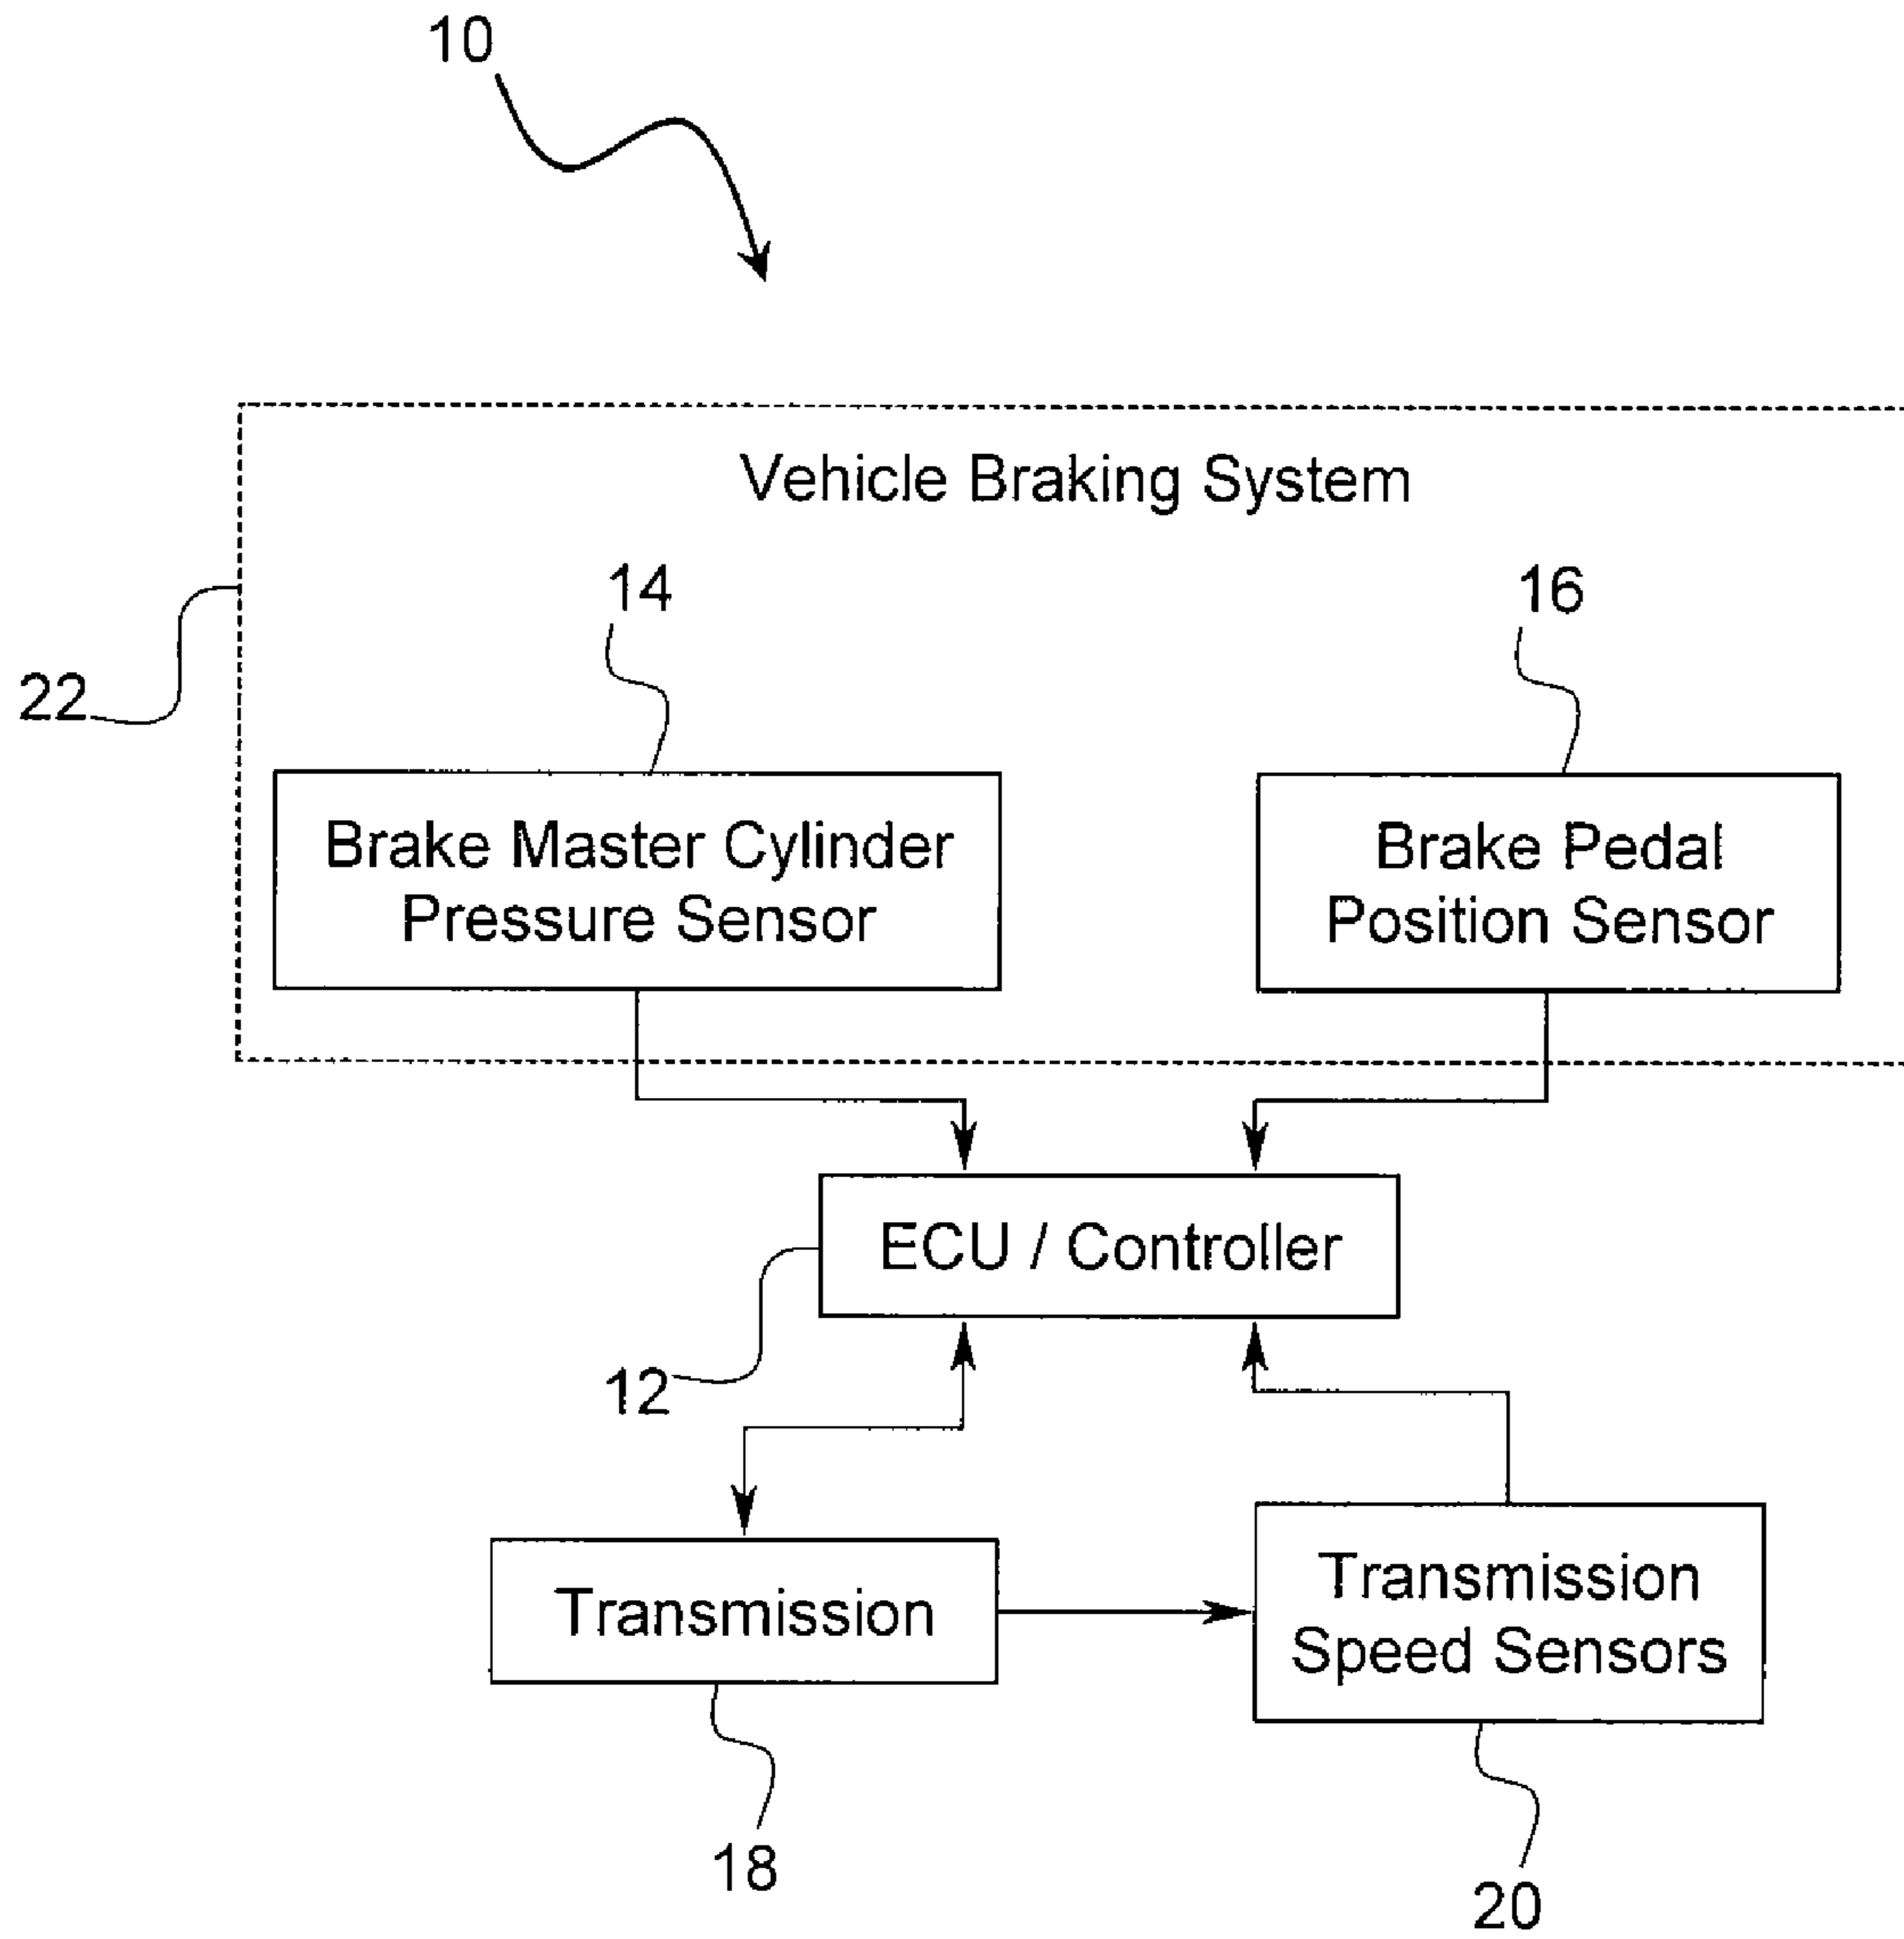 10
Vehicle Braking System
14
16
22
Brake Master Cylinder
Pressure Sensor
Brake Pedal
Position Sensor
ECU / Controller
12
Transmission
Transmission
Speed Sensors
18
20